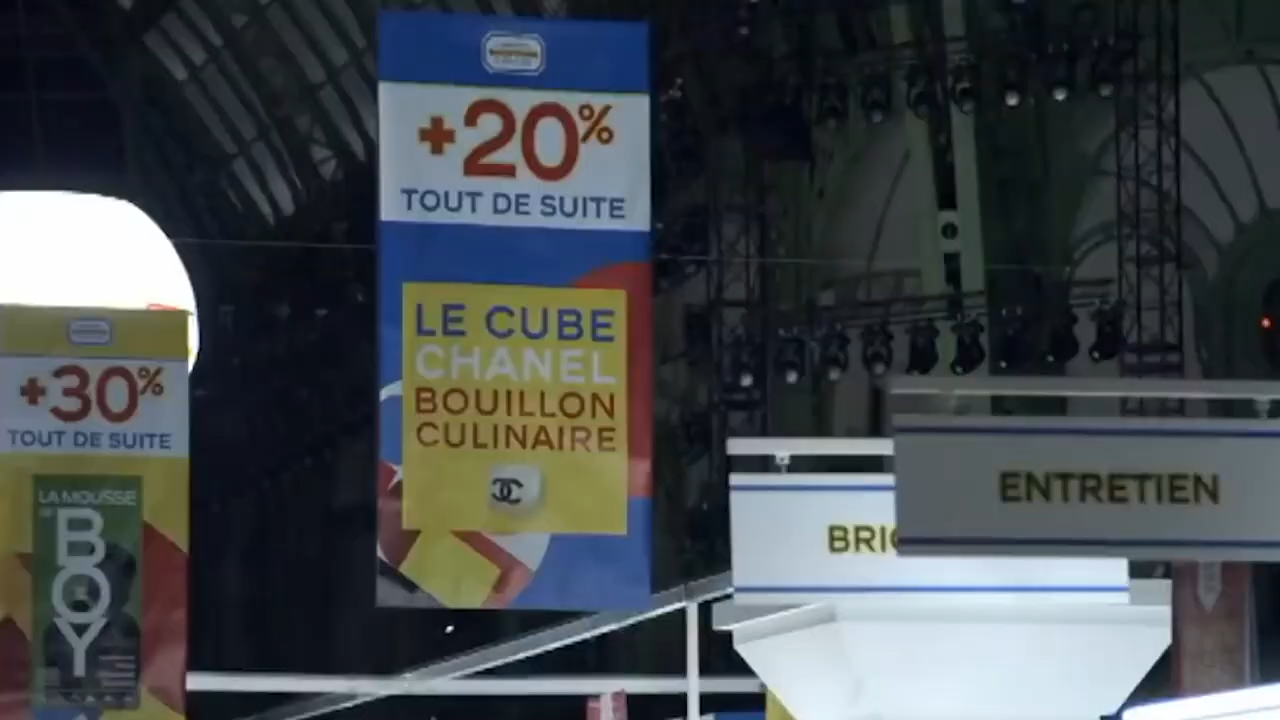 +20%
TOUT DE SUITE
LE CUBE
CHANEL
BOUILLON
CULINAIRE
+30%
TOUT DE SUITE
LA MOUSSE
BOY
ENTRETIEN
BRIC